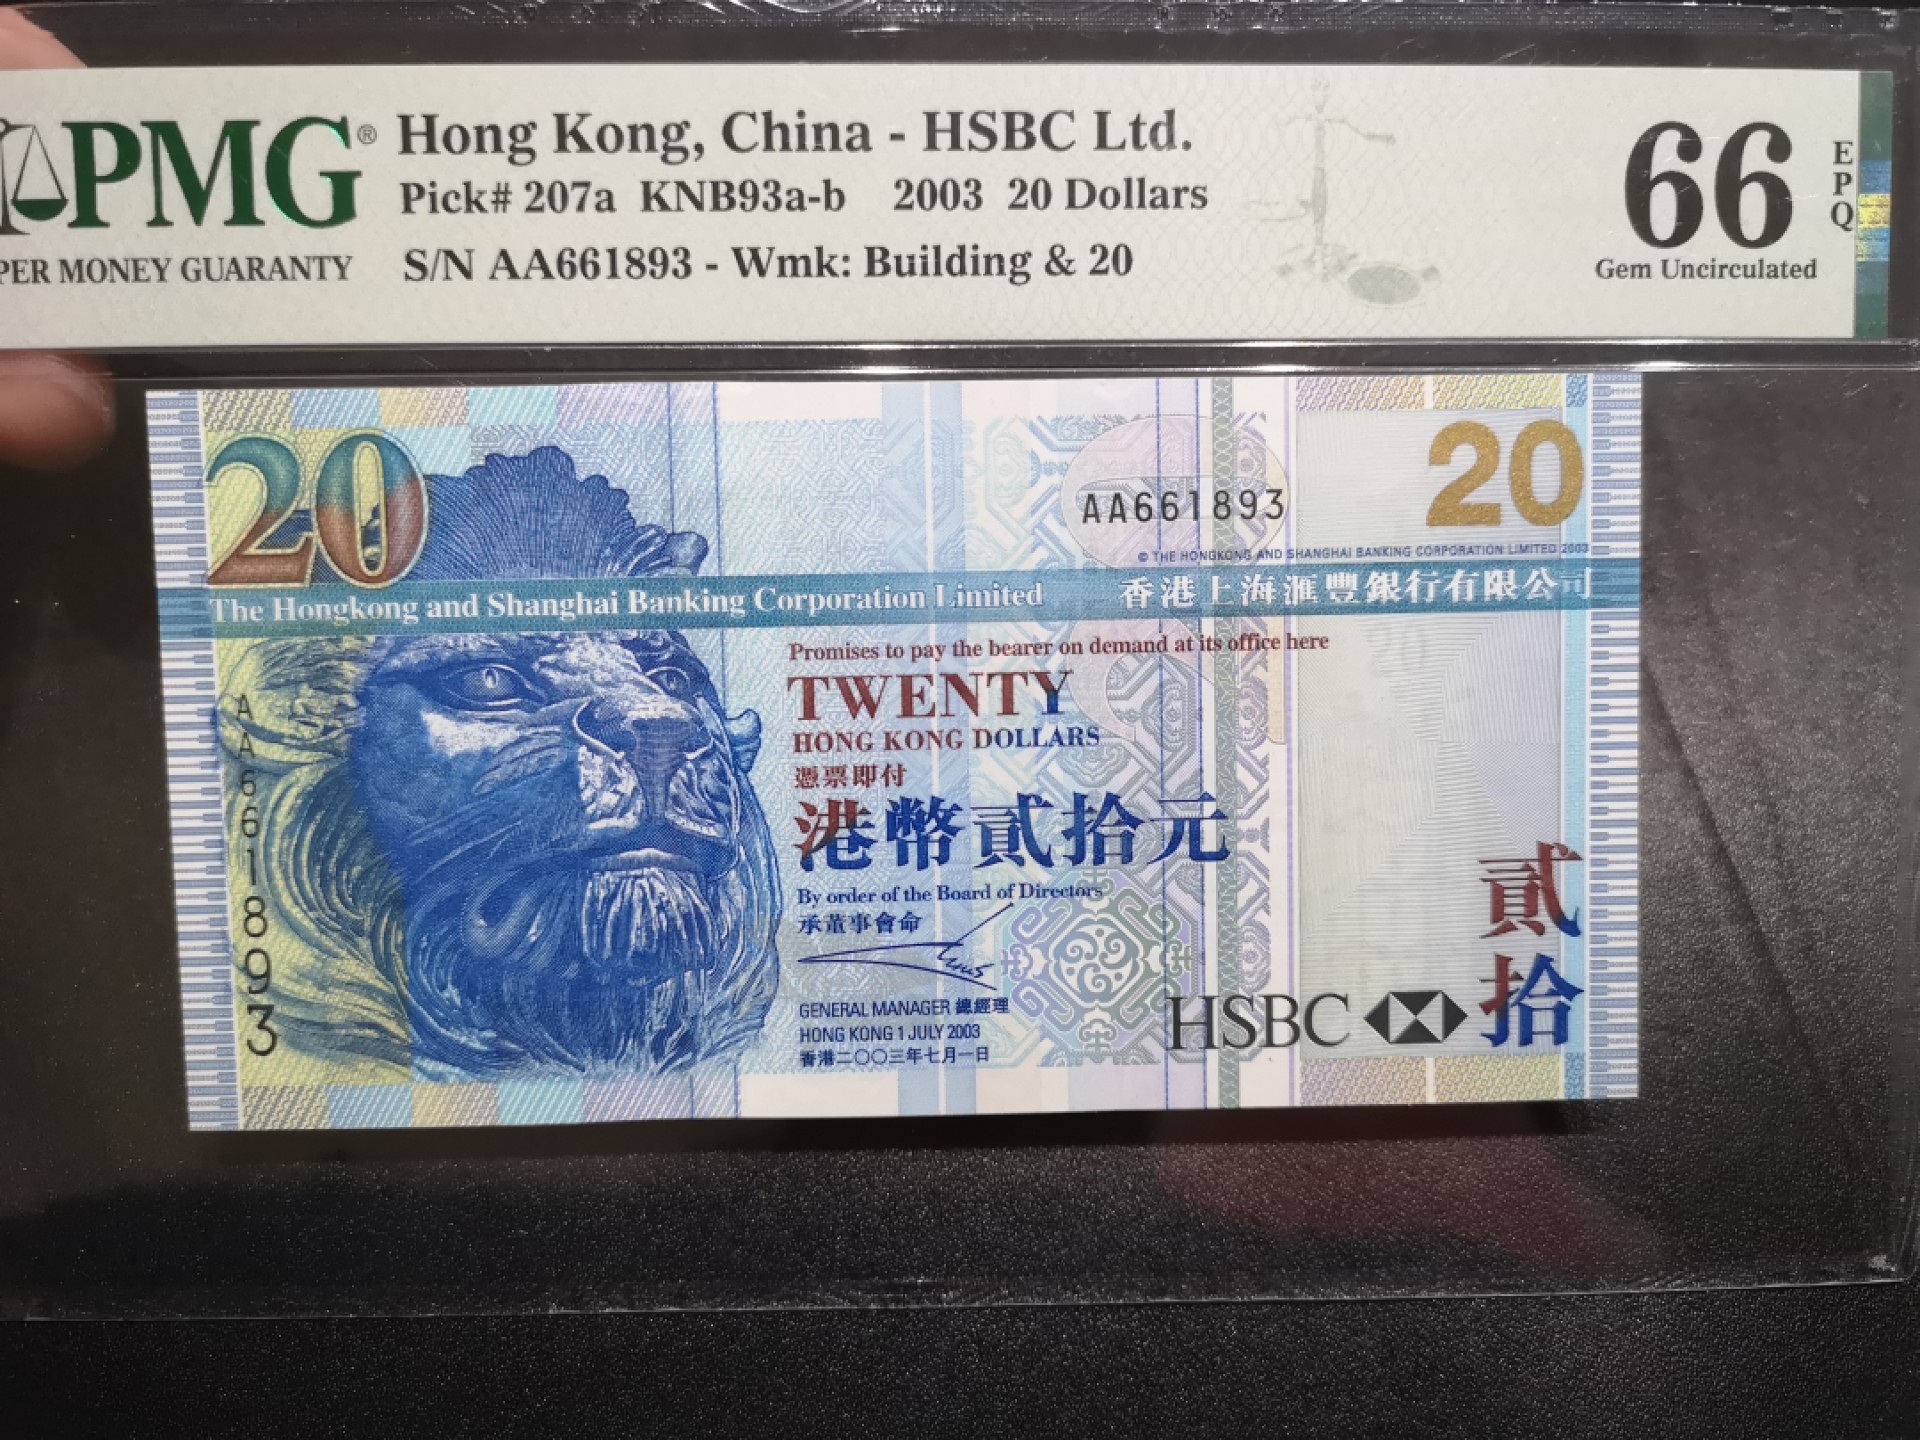 PMG®
PER MONEY GUARANTY
Hong Kong, China - HSBC Ltd.
Pick# 207a KNB93a-b 2003 20 Dollars
S/N AA661893 - Wmk: Building & 20
66
EPQ
Gem Uncirculated
20
AA661893
20
© THE HONGKONG AND SHANGHAI BANKING CORPORATION LIMITED 2003
The Hongkong and Shanghai Banking Corporation Limited 香港上海滙豐銀行有限公司
Promises to pay the bearer on demand at its office here
TWENTY
HONG KONG DOLLARS
憑票即付
港幣貳拾元
By order of the Board of Directors
承董事會命
GENERAL MANAGER 總經理
HONG KONG 1 JULY 2003
香港二〇〇三年七月一日
AA661893
HSBC
貳拾